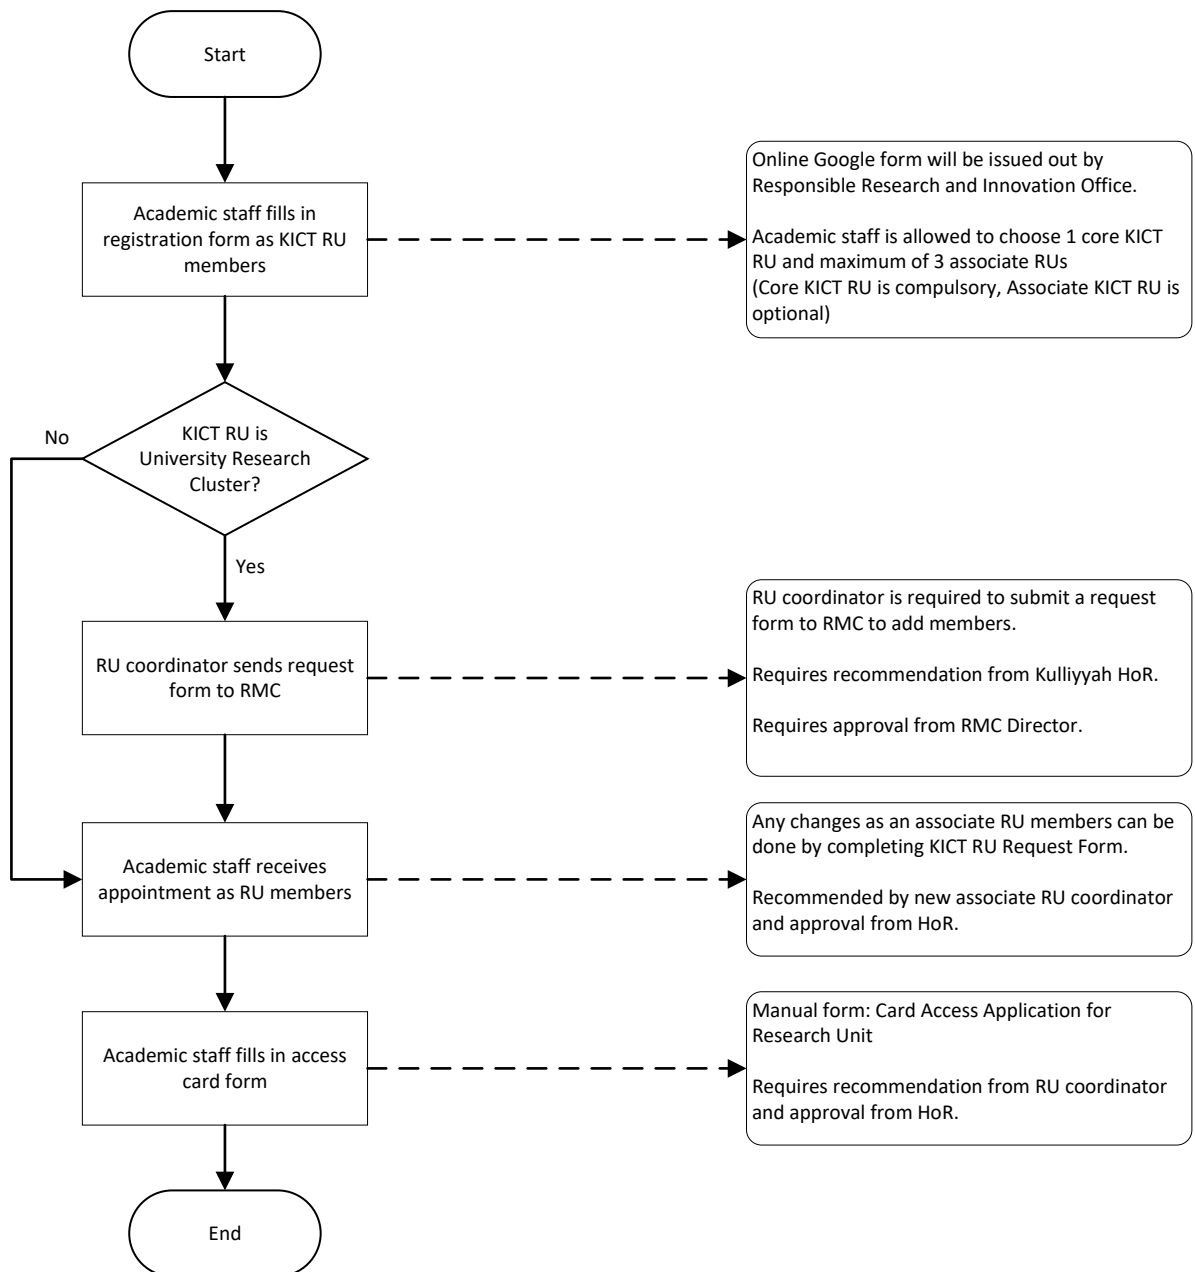 Start
Academic staff fills in
registration form as KICT RU
members
Online Google form will be issued out by
Responsible Research and Innovation Office.
Academic staff is allowed to choose 1 core KICT
RU and maximum of 3 associate RUs
(Core KICT RU is compulsory, Associate KICT RU is
optional)
No
KICT RU is
University Research
Cluster?
Yes
RU coordinator sends request
form to RMC
RU coordinator is required to submit a request
form to RMC to add members.
Requires recommendation from Kulliyyah HoR.
Requires approval from RMC Director.
Academic staff receives
appointment as RU members
Any changes as an associate RU members can be
done by completing KICT RU Request Form.
Recommended by new associate RU coordinator
and approval from HoR.
Academic staff fills in access
card form
Manual form: Card Access Application for
Research Unit
Requires recommendation from RU coordinator
and approval from HoR.
End